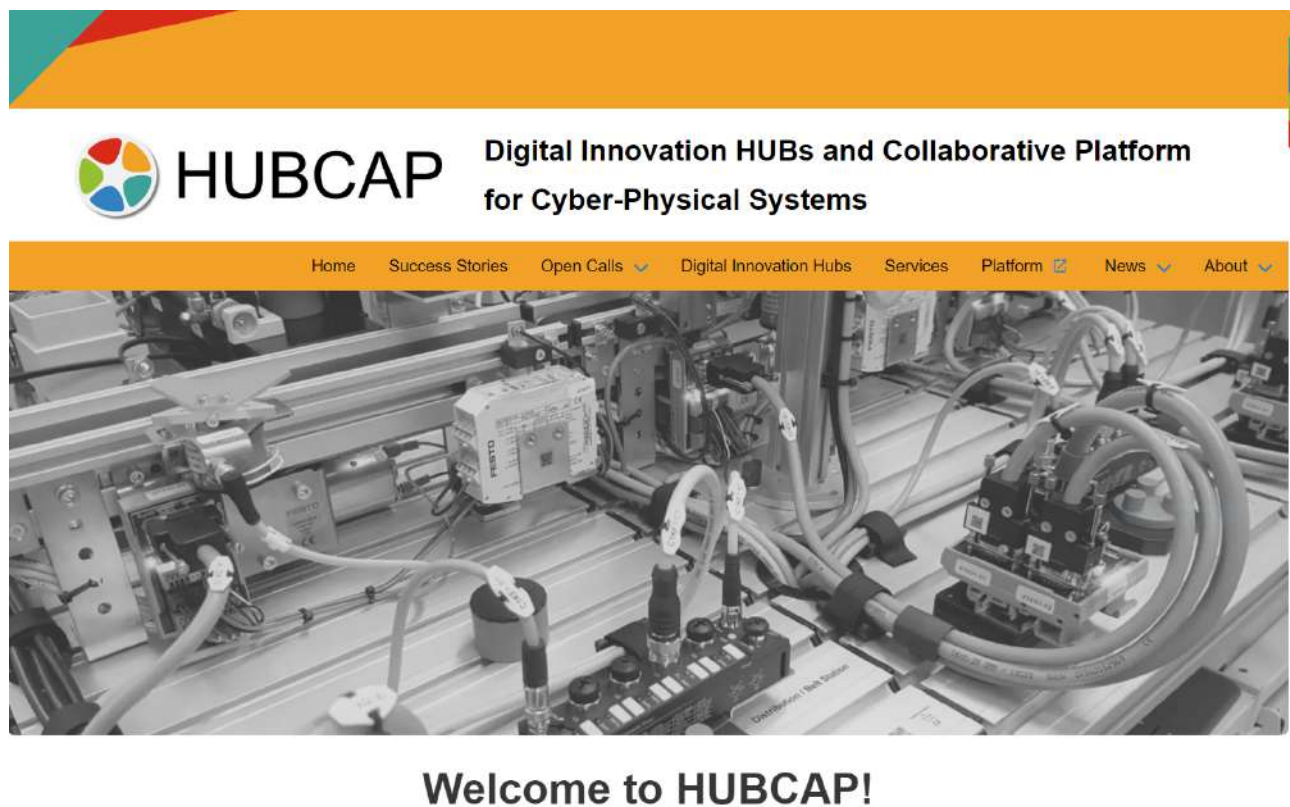 HUBCAP
Digital Innovation HUBs and Collaborative Platform
for Cyber-Physical Systems
Home Success Stories Open Calls Digital Innovation Hubs Services Platform News About
FESTO
FESTO
Distribution / Belt Station
Welcome to HUBCAP!